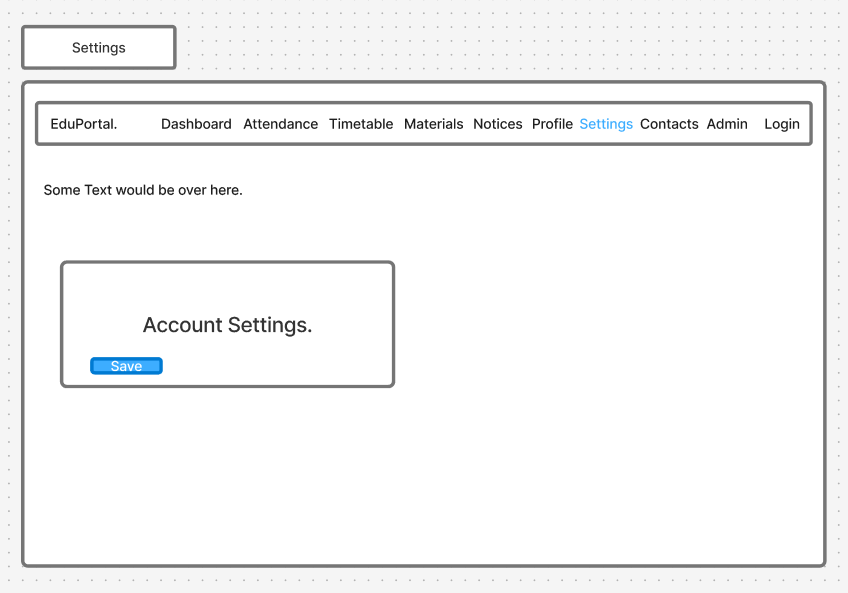 Settings
EduPortal. Dashboard Attendance Timetable Materials Notices Profile Settings Contacts Admin Login
Some Text would be over here.
Account Settings.
Save